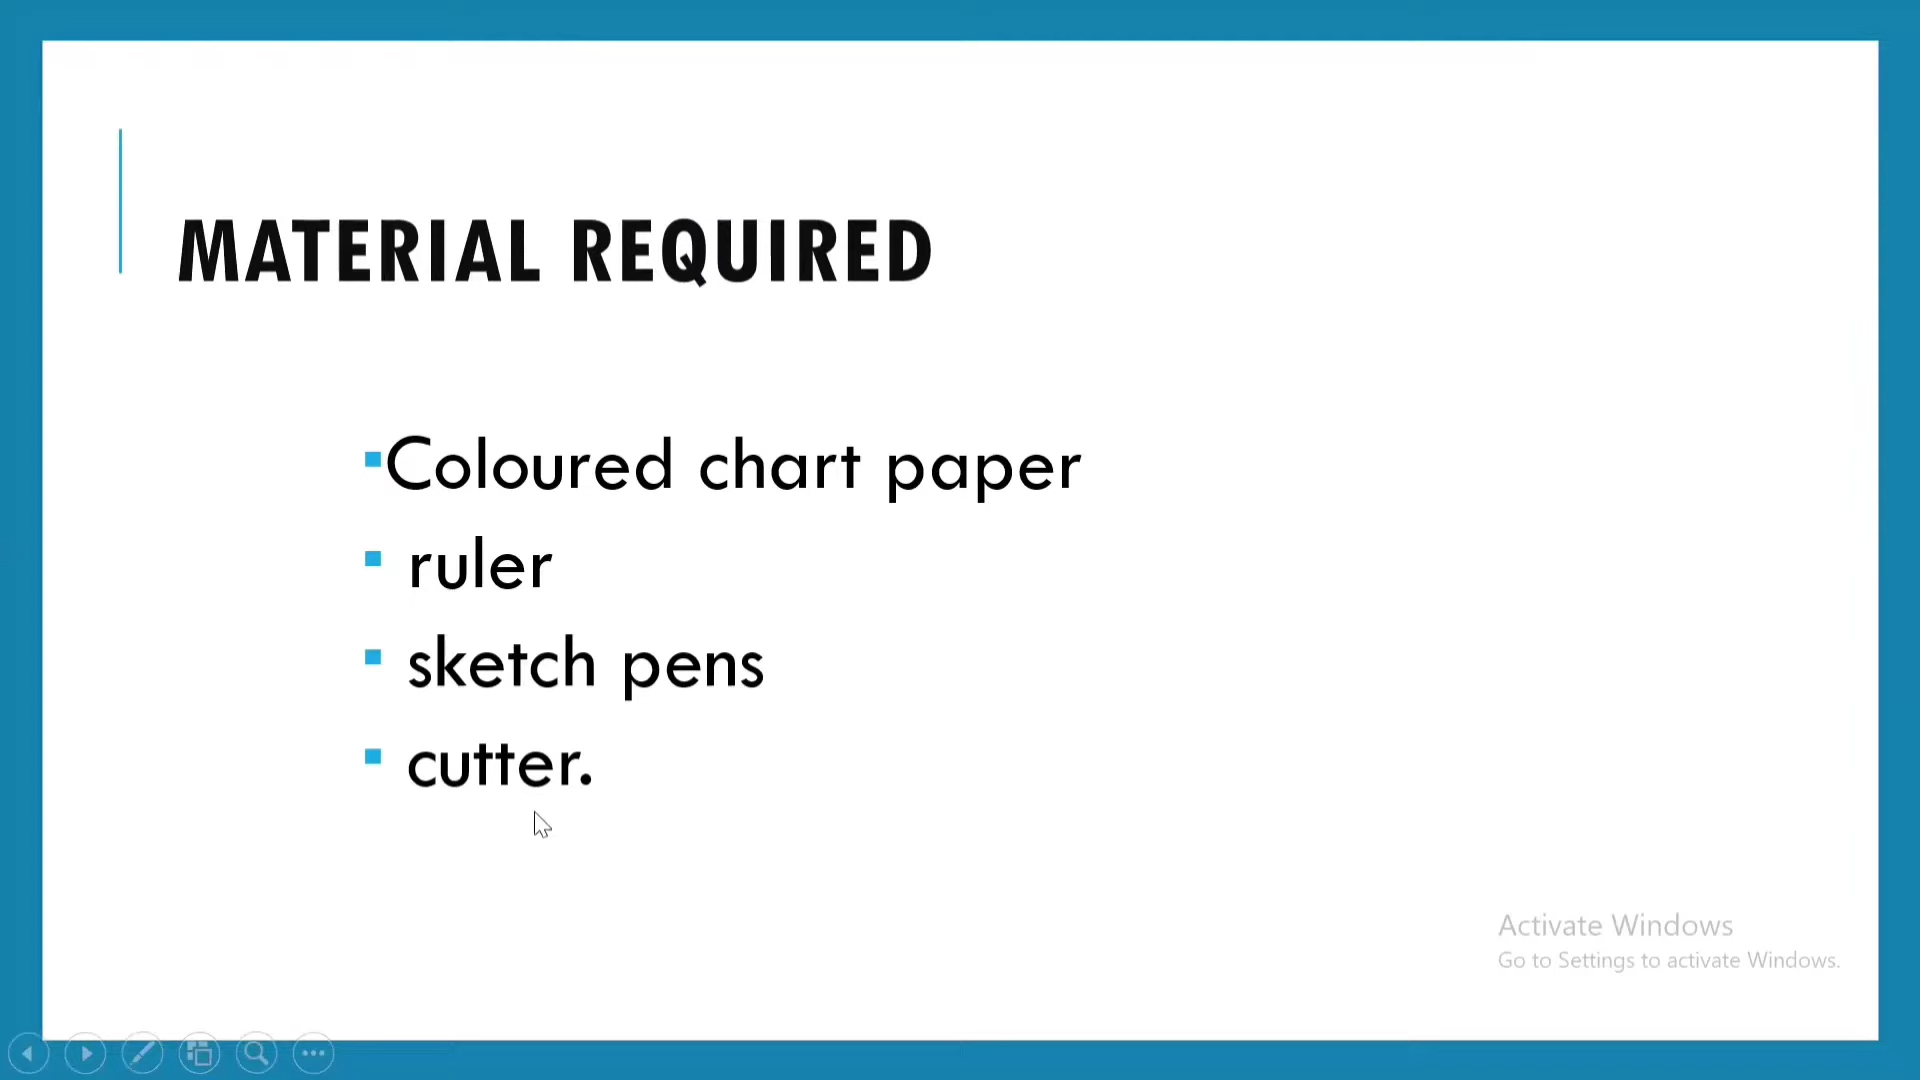 MATERIAL REQUIRED
Coloured chart paper
ruler
sketch pens
cutter.
Activate Windows
Go to Settings to activate Windows.